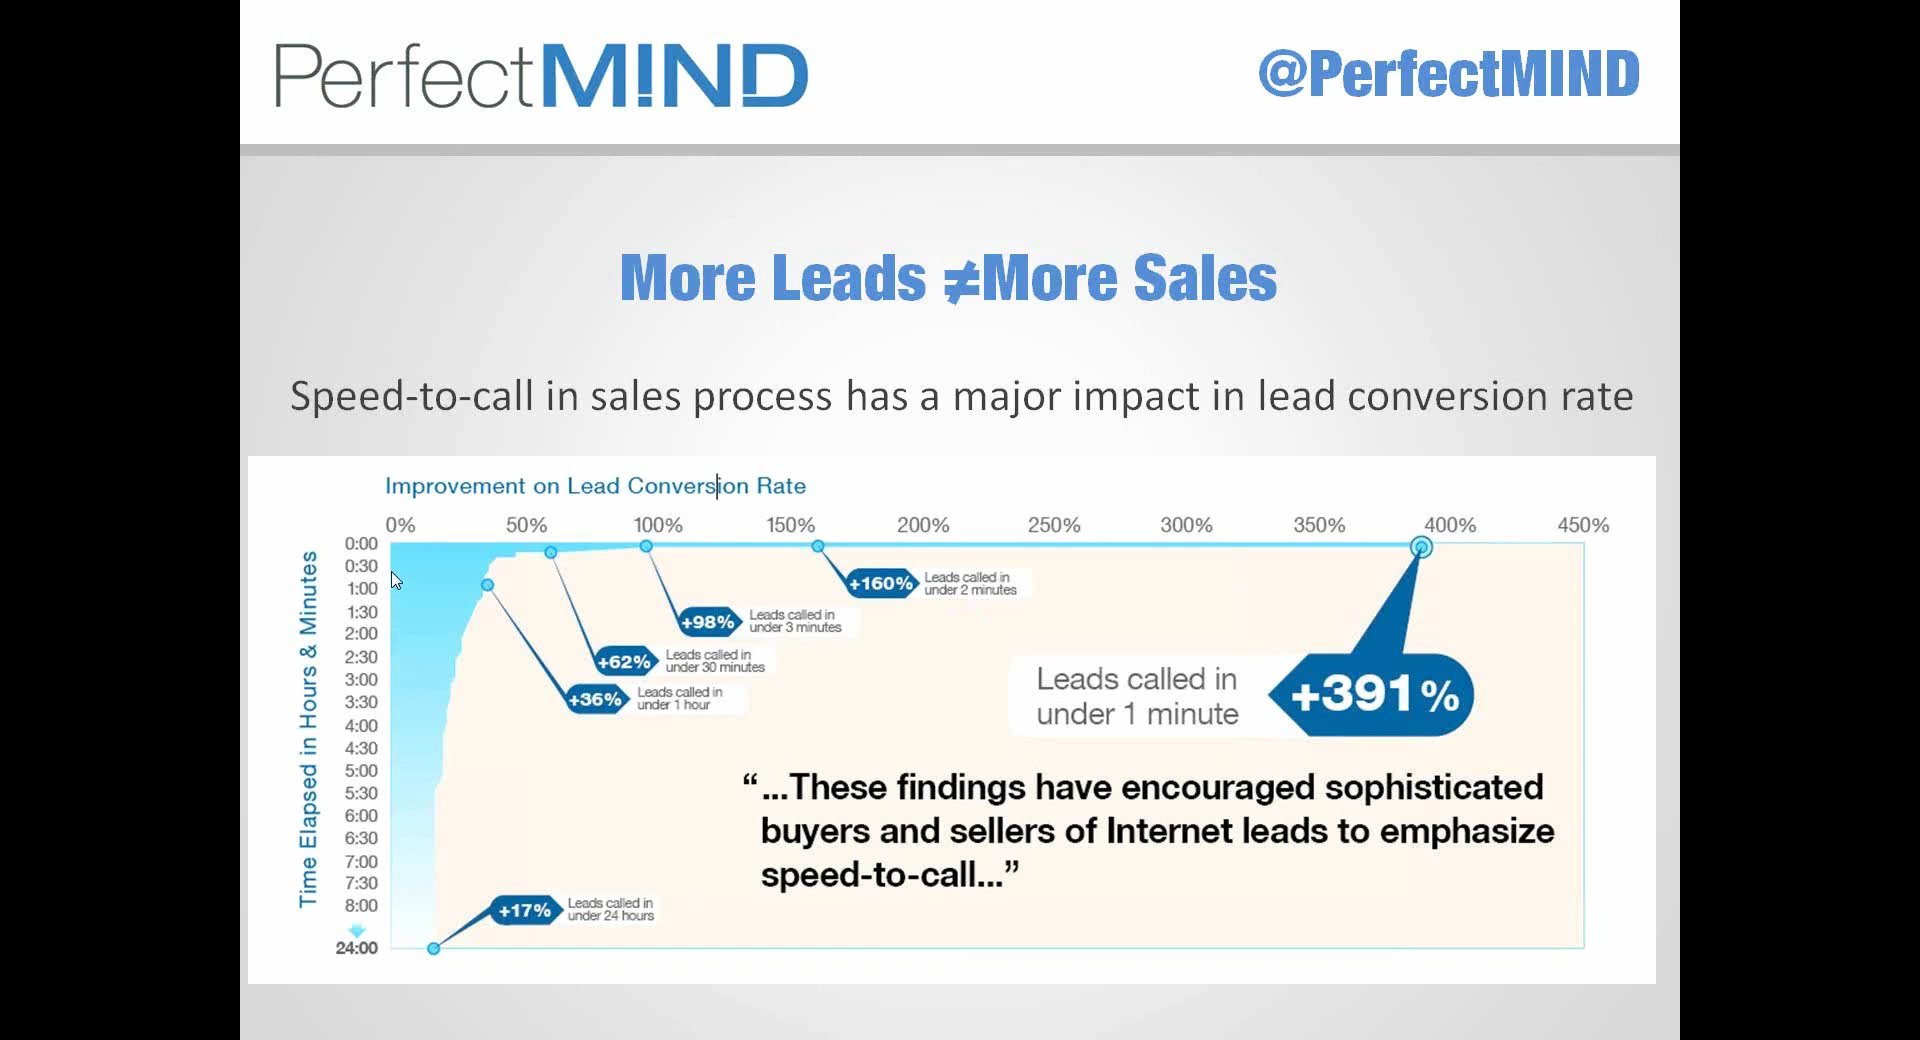 PerfectMIND
@PerfectMIND
More Leads ≠More Sales
Speed-to-call in sales process has a major impact in lead conversion rate
Improvement on Lead Conversion Rate
0% 50% 100% 150% 200% 250% 300% 350% 400% 450%
Time Elapsed in Hours & Minutes
0:00
0:30
1:00
1:30
2:00
2:30
3:00
3:30
4:00
4:30
5:00
5:30
6:00
6:30
7:00
7:30
8:00
24:00
+160%
Leads called in
under 2 minutes
+98%
Leads called in
under 3 minutes
+62%
Leads called in
under 30 minutes
+36%
Leads called in
under 1 hour
Leads called in
under 1 minute
+391%
“...These findings have encouraged sophisticated
buyers and sellers of Internet leads to emphasize
speed-to-call...”
+17%
Leads called in
under 24 hours